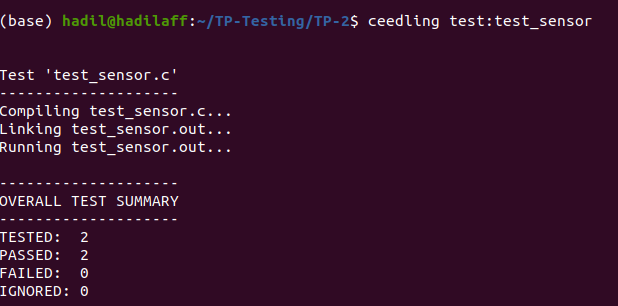 (base) hadil@hadilaff:~/TP-Testing/TP-2$ ceedling test:test_sensor
Test 'test_sensor.c'
--------------------
Compiling test_sensor.c...
Linking test_sensor.out...
Running test_sensor.out...
--------------------
OVERALL TEST SUMMARY
--------------------
TESTED:  2
PASSED:  2
FAILED:  0
IGNORED: 0